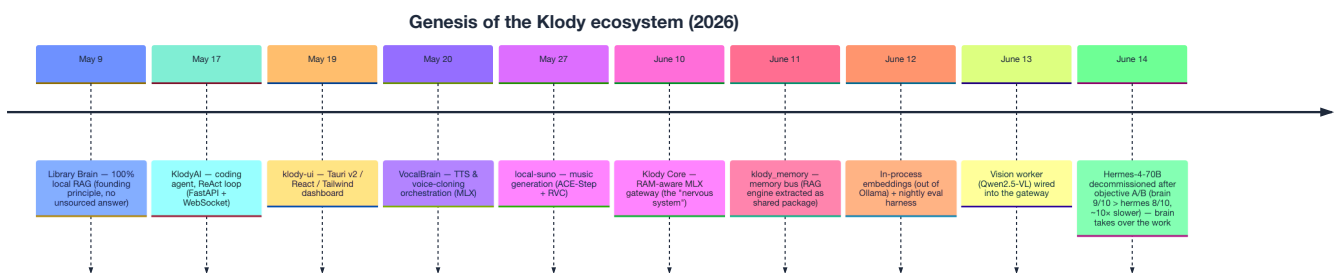 Genesis of the Klody ecosystem (2026)
May 9
May 17
May 19
May 20
May 27
June 10
June 11
June 12
June 13
June 14
Library Brain — 100%
local RAG (founding
principle, no
unsourced answer)
KlodyAI — coding
agent, ReAct loop
(FastAPI +
WebSocket)
klody-ui — Tauri v2 /
React / Tailwind
dashboard
VocalBrain — TTS &
voice-cloning
orchestration (MLX)
local-suno — music
generation (ACE-Step
+ RVC)
Klody Core —
RAM-aware MLX
gateway (the "nervous
system")
klody_memory —
memory bus (RAG
engine extracted as
shared package)
In-process
embeddings (out of
Ollama) + nightly eval
harness
Vision worker
(Qwen2.5-VL) wired
into the gateway
Hermes-4-70B
decommissioned after
objective A/B (brain
9/10 > hermes 8/10,
~10× slower) — brain
takes over the work